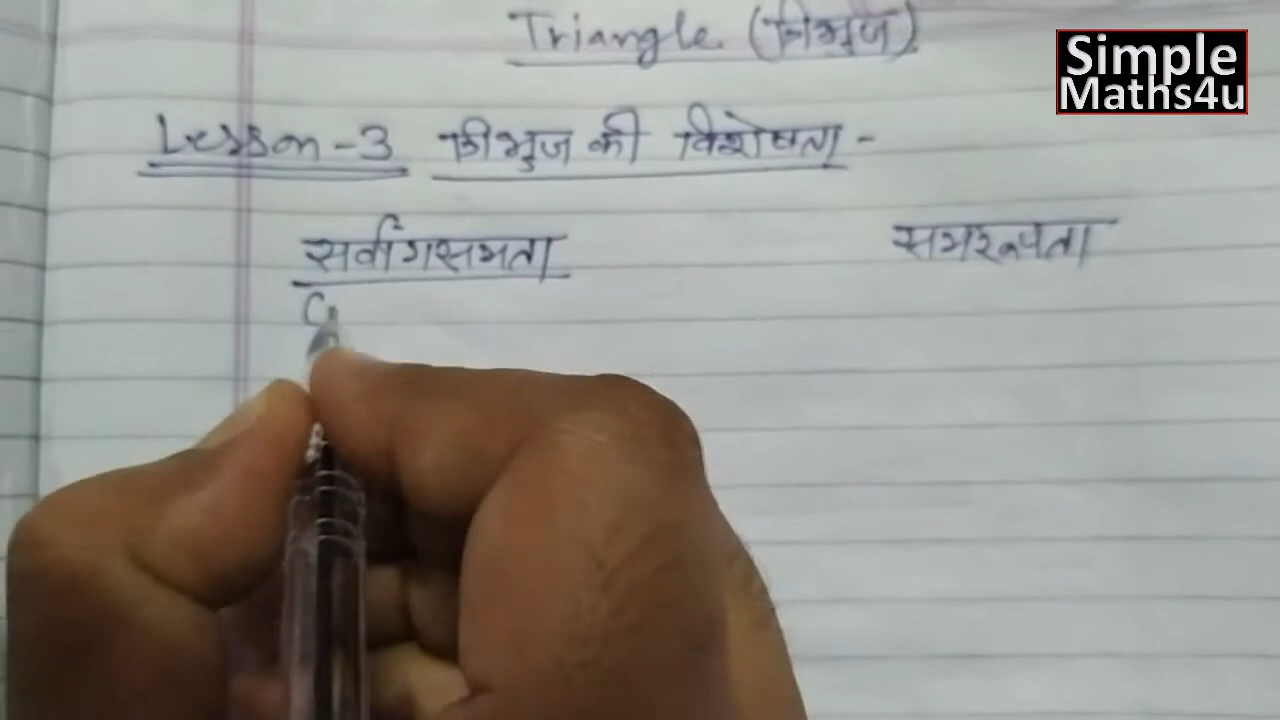 Triangle (त्रिभुज)
Simple
Maths4u
Lesson-3 त्रिभुज की विशेषता -
सर्वांगसमता समरूपता
C